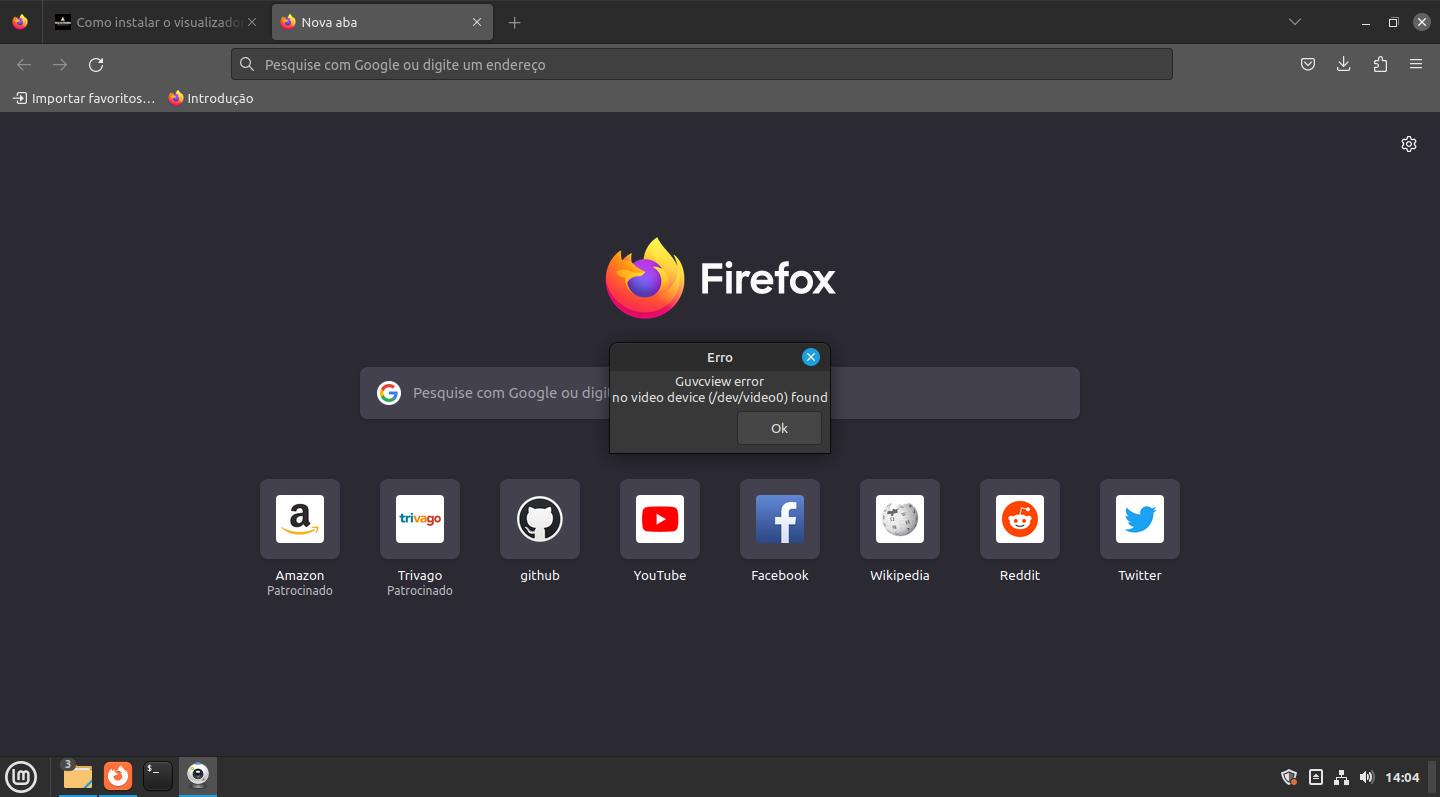 Como instalar o visualizado
Nova aba
Pesquise com Google ou digite um endereço
Importar favoritos...
Introdução
Firefox
Erro
Guvcview error
no video device (/dev/video0) found
Ok
Pesquise com Google ou digi
trivago
Amazon
Patrocinado
Trivago
Patrocinado
github
YouTube
Facebook
Wikipedia
Reddit
Twitter
3
$_
14:04